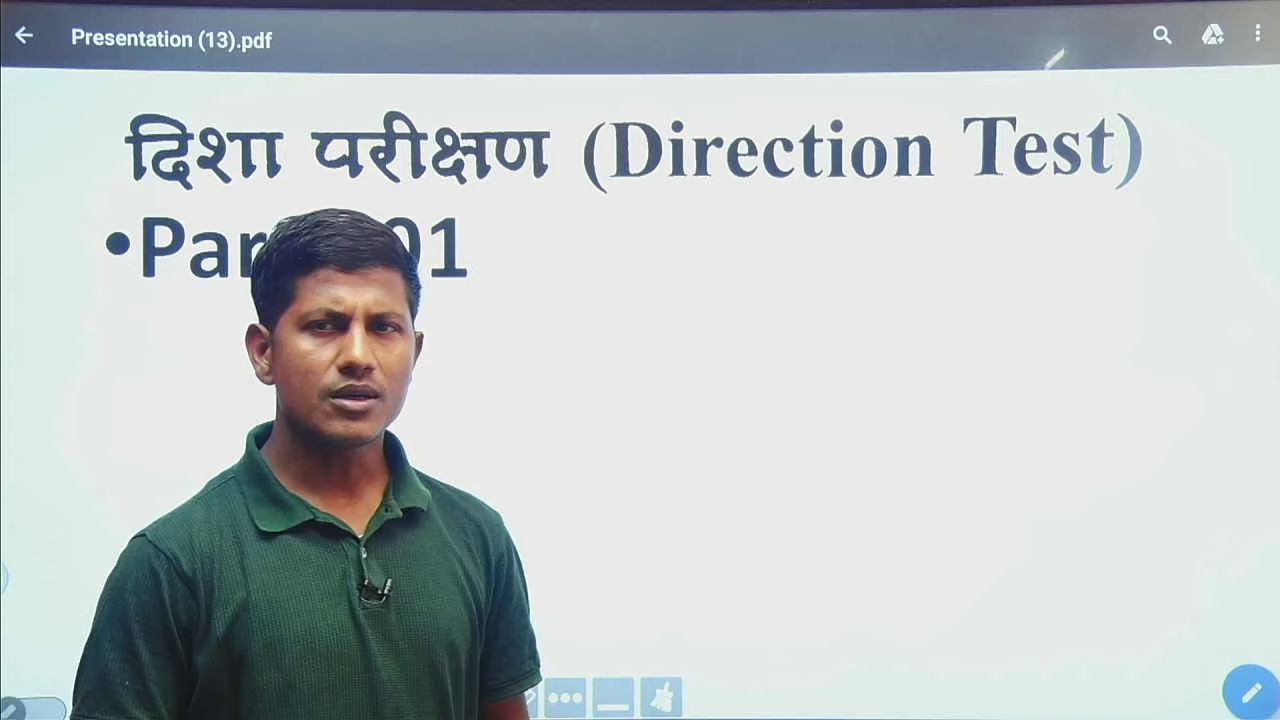 Presentation (13).pdf
दिशा परीक्षण (Direction Test)
•Par 01